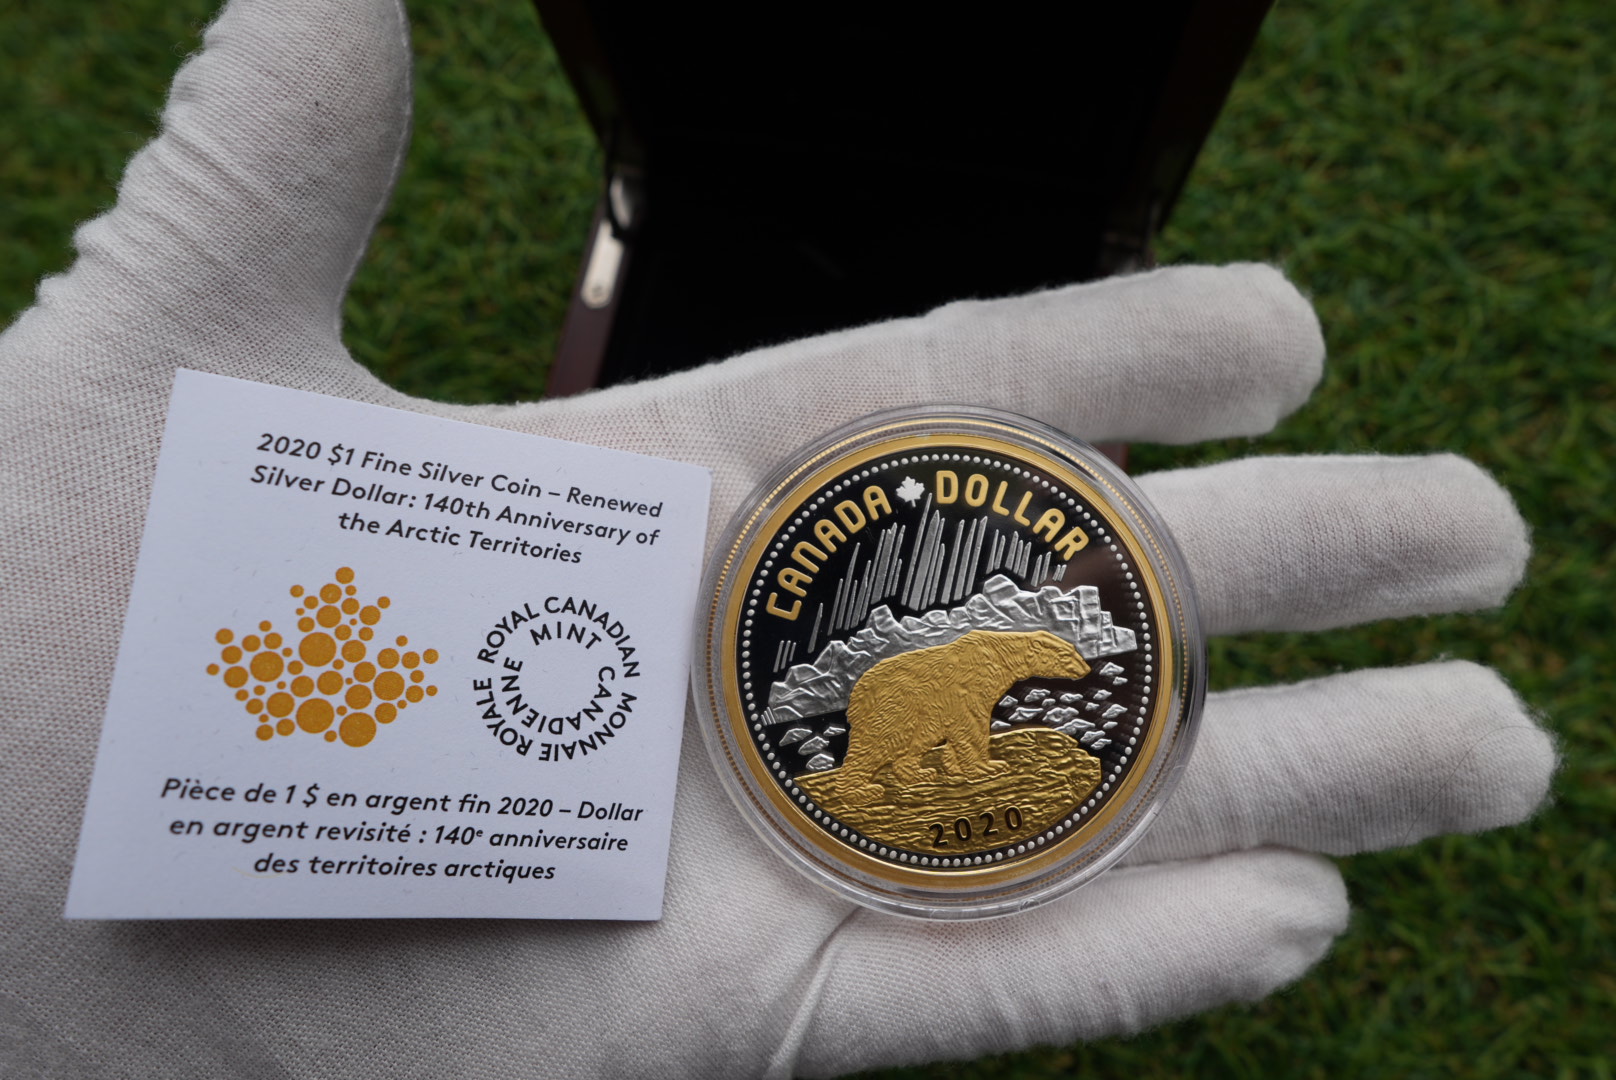 2020 $1 Fine Silver Coin – Renewed
Silver Dollar: 140th Anniversary of
the Arctic Territories
ROYAL CANADIAN MINT
MONNAIE ROYALE CANADIENNE
Pièce de 1 $ en argent fin 2020 – Dollar
en argent revisité : 140e anniversaire
des territoires arctiques
CANADA DOLLAR
2020